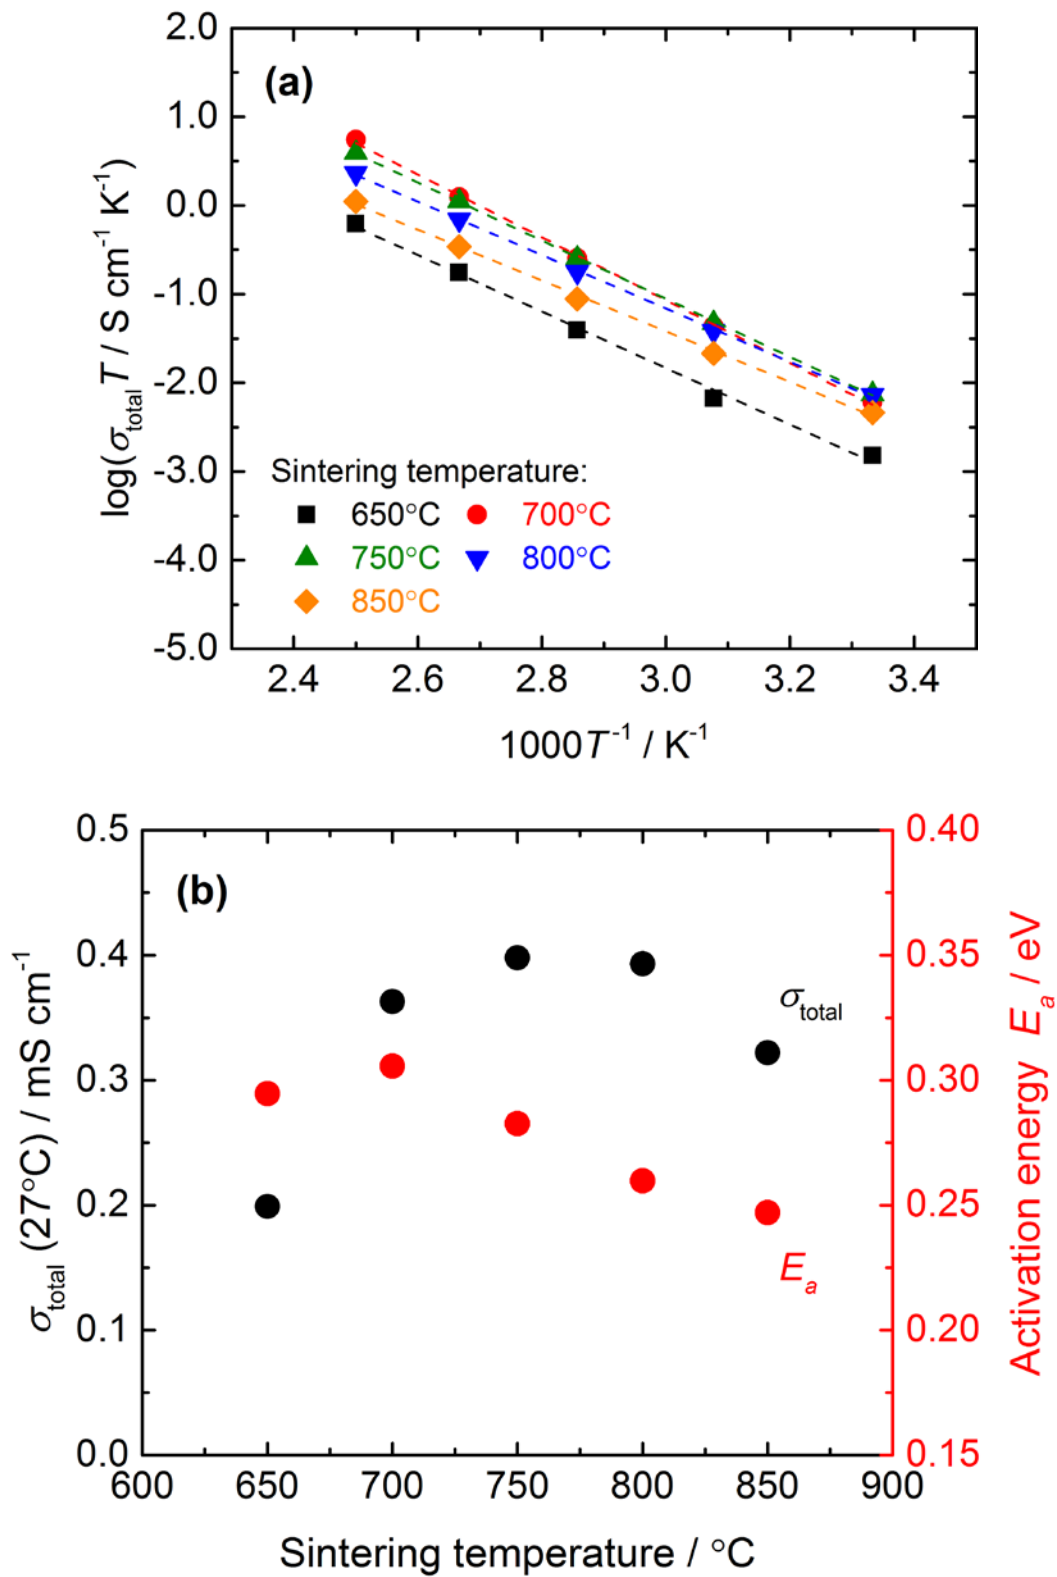 2.0
(a)
1.0
0.0
-1.0
-2.0
-3.0
-4.0
-5.0
log(σtotalT / S cm-1 K-1)
Sintering temperature:
650°C 700°C
750°C 800°C
850°C
2.4 2.6 2.8 3.0 3.2 3.4
1000T-1 / K-1
0.5 0.40
(b)
0.4 0.35
0.3 0.30
0.2 0.25
0.1 0.20
0.0 0.15
σtotal (27°C) / mS cm-1
σtotal
Ea
Activation energy Ea / eV
600 650 700 750 800 850 900
Sintering temperature / °C